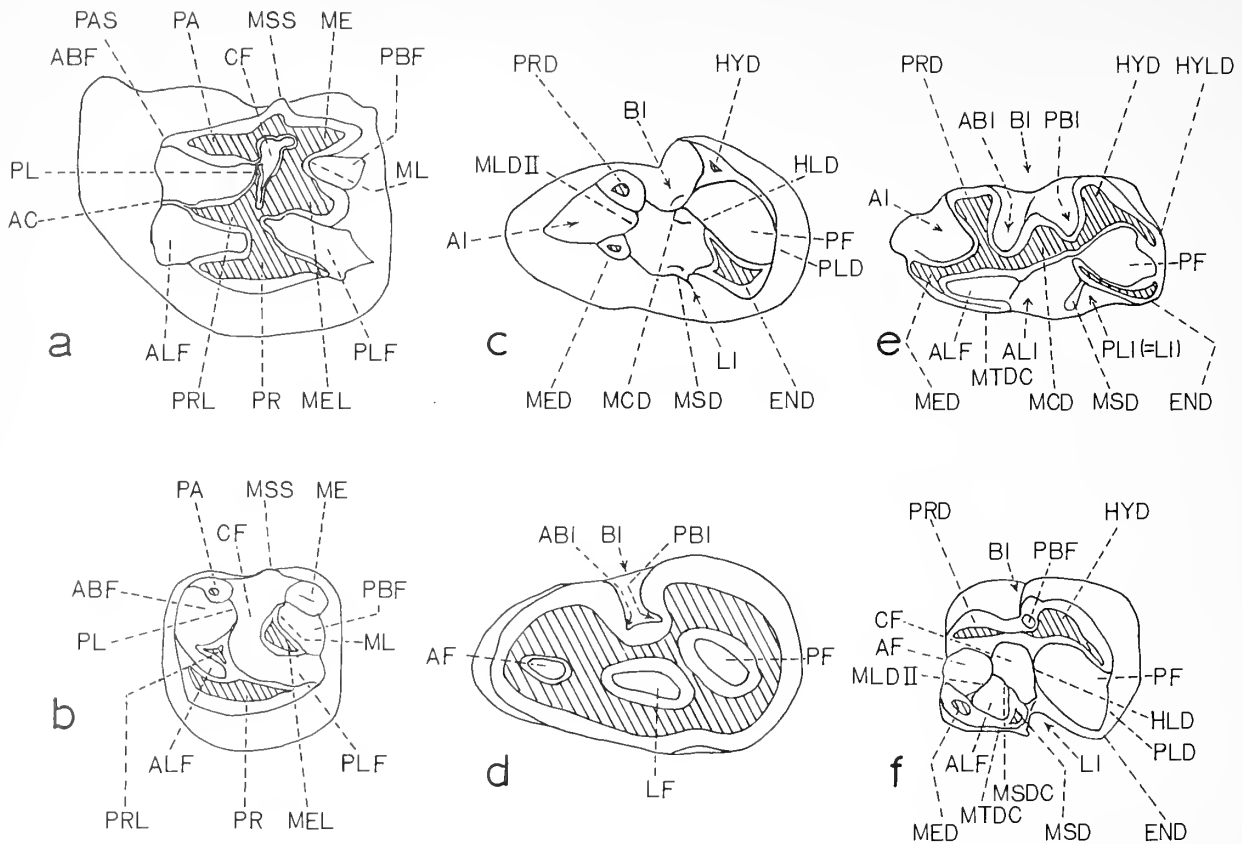 PAS PA MSS ME
ABF CF PBF
PL ML
AC
a
ALF PLF
PRL PR MEL
PRD HYD
BI
MLDII HLD
AI PF
PLD
c
LI
MED MCD MSD END
PRD HYD HYLD
ABI BI PBI
AI
PF
e
ALF ALI PLI(=LI)
MTDC
MED MCD MSD END
PA MSS ME
CF
ABF PBF
PL ML
b
ALF PLF
PRL PR MEL
ABI BI PBI
AF PF
d
LF
PRD HYD
BI PBF
CF
AF
MLDII PF
HLD
PLD
f
ALF LI
MSDC
MTDC
MED MSD END